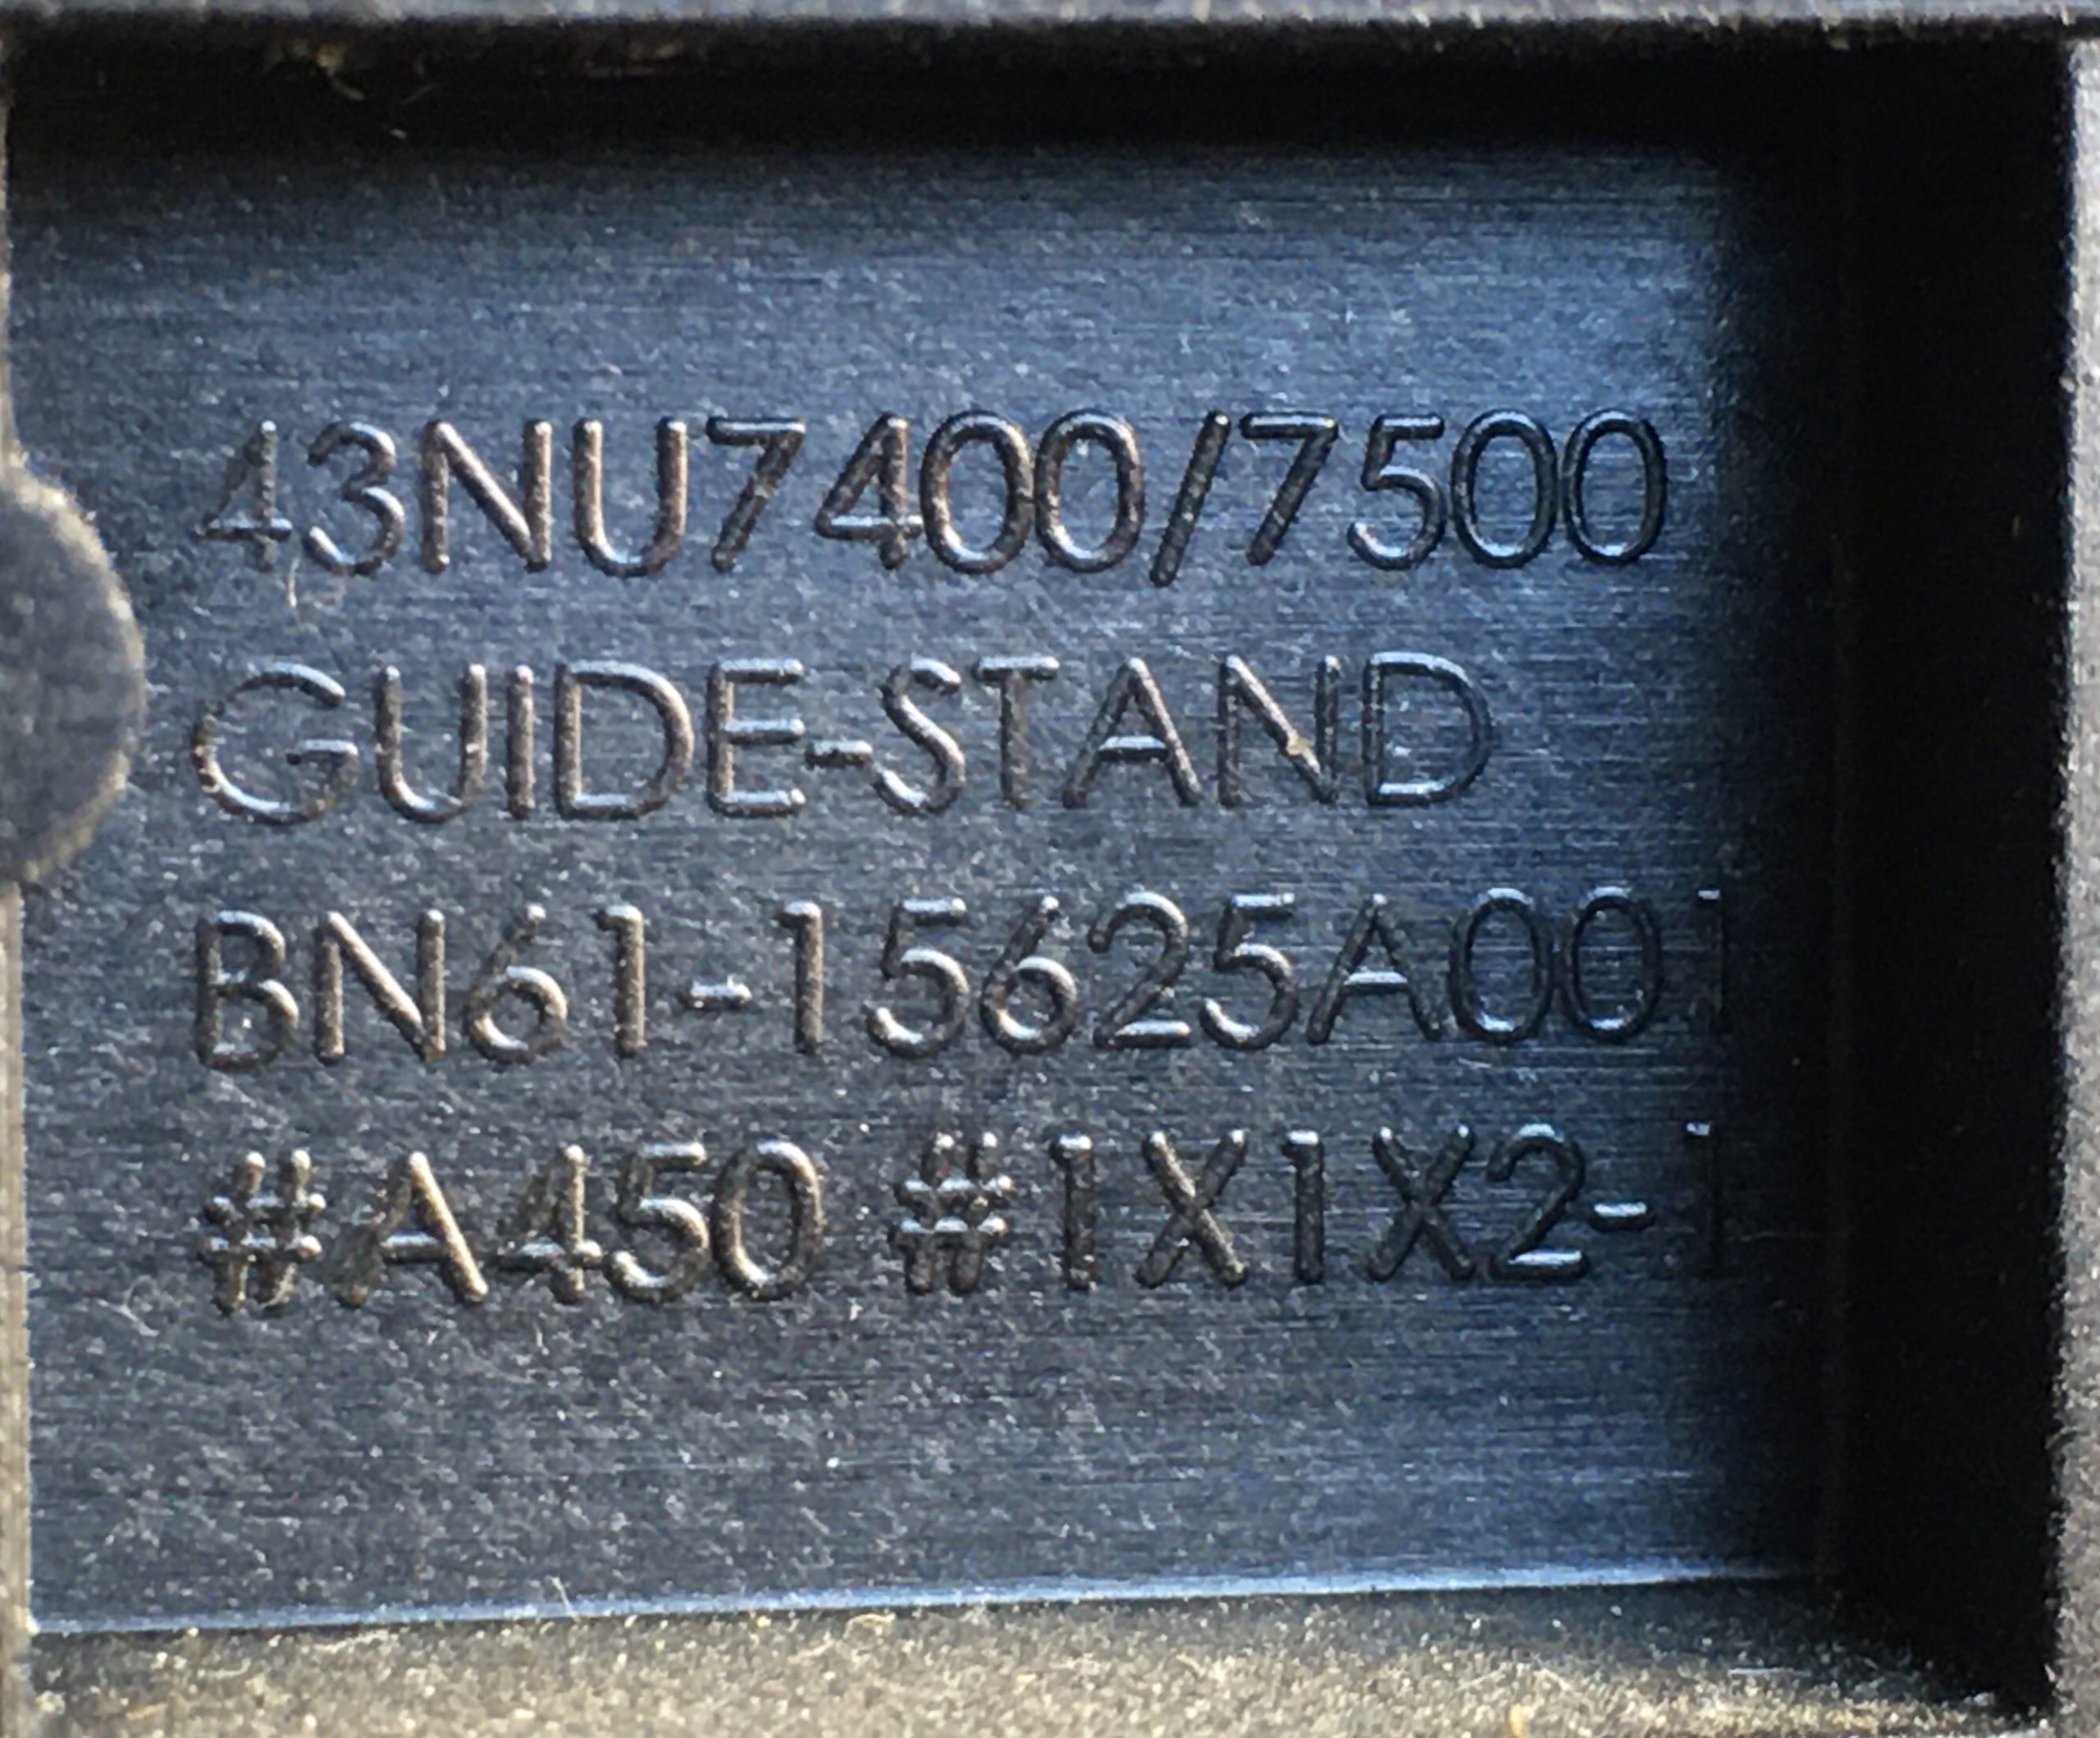 43NU7400/7500
GUIDE-STAND
BN61-15625A001
#A450 #1X1X2-1